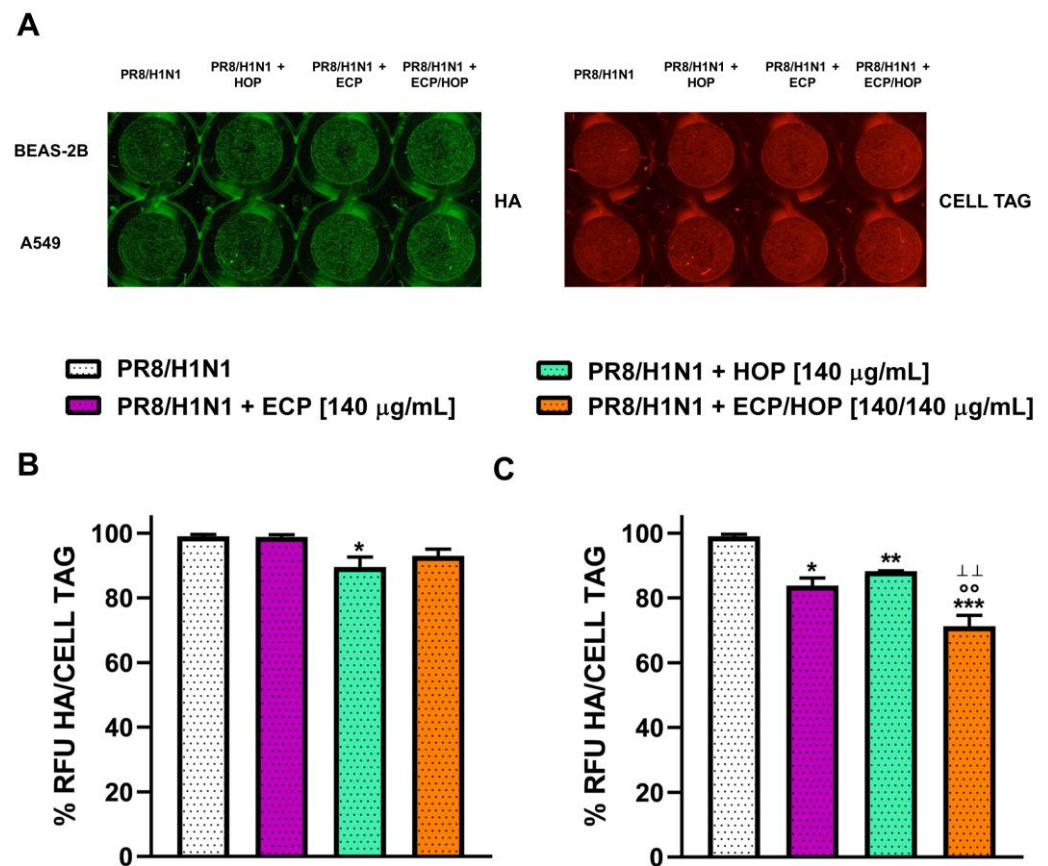 A
PR8/H1N1
PR8/H1N1 +
HOP
PR8/H1N1 +
ECP
PR8/H1N1 +
ECP/HOP
PR8/H1N1
PR8/H1N1 +
HOP
PR8/H1N1 +
ECP
PR8/H1N1 +
ECP/HOP
BEAS-2B
A549
HA
CELL TAG
PR8/H1N1
PR8/H1N1 + HOP [140 μg/mL]
PR8/H1N1 + ECP [140 μg/mL]
PR8/H1N1 + ECP/HOP [140/140 μg/mL]
B
% RFU HA/CELL TAG
100
80
60
40
20
0
*
C
% RFU HA/CELL TAG
100
80
60
40
20
0
*
**
⊥⊥
°°
***